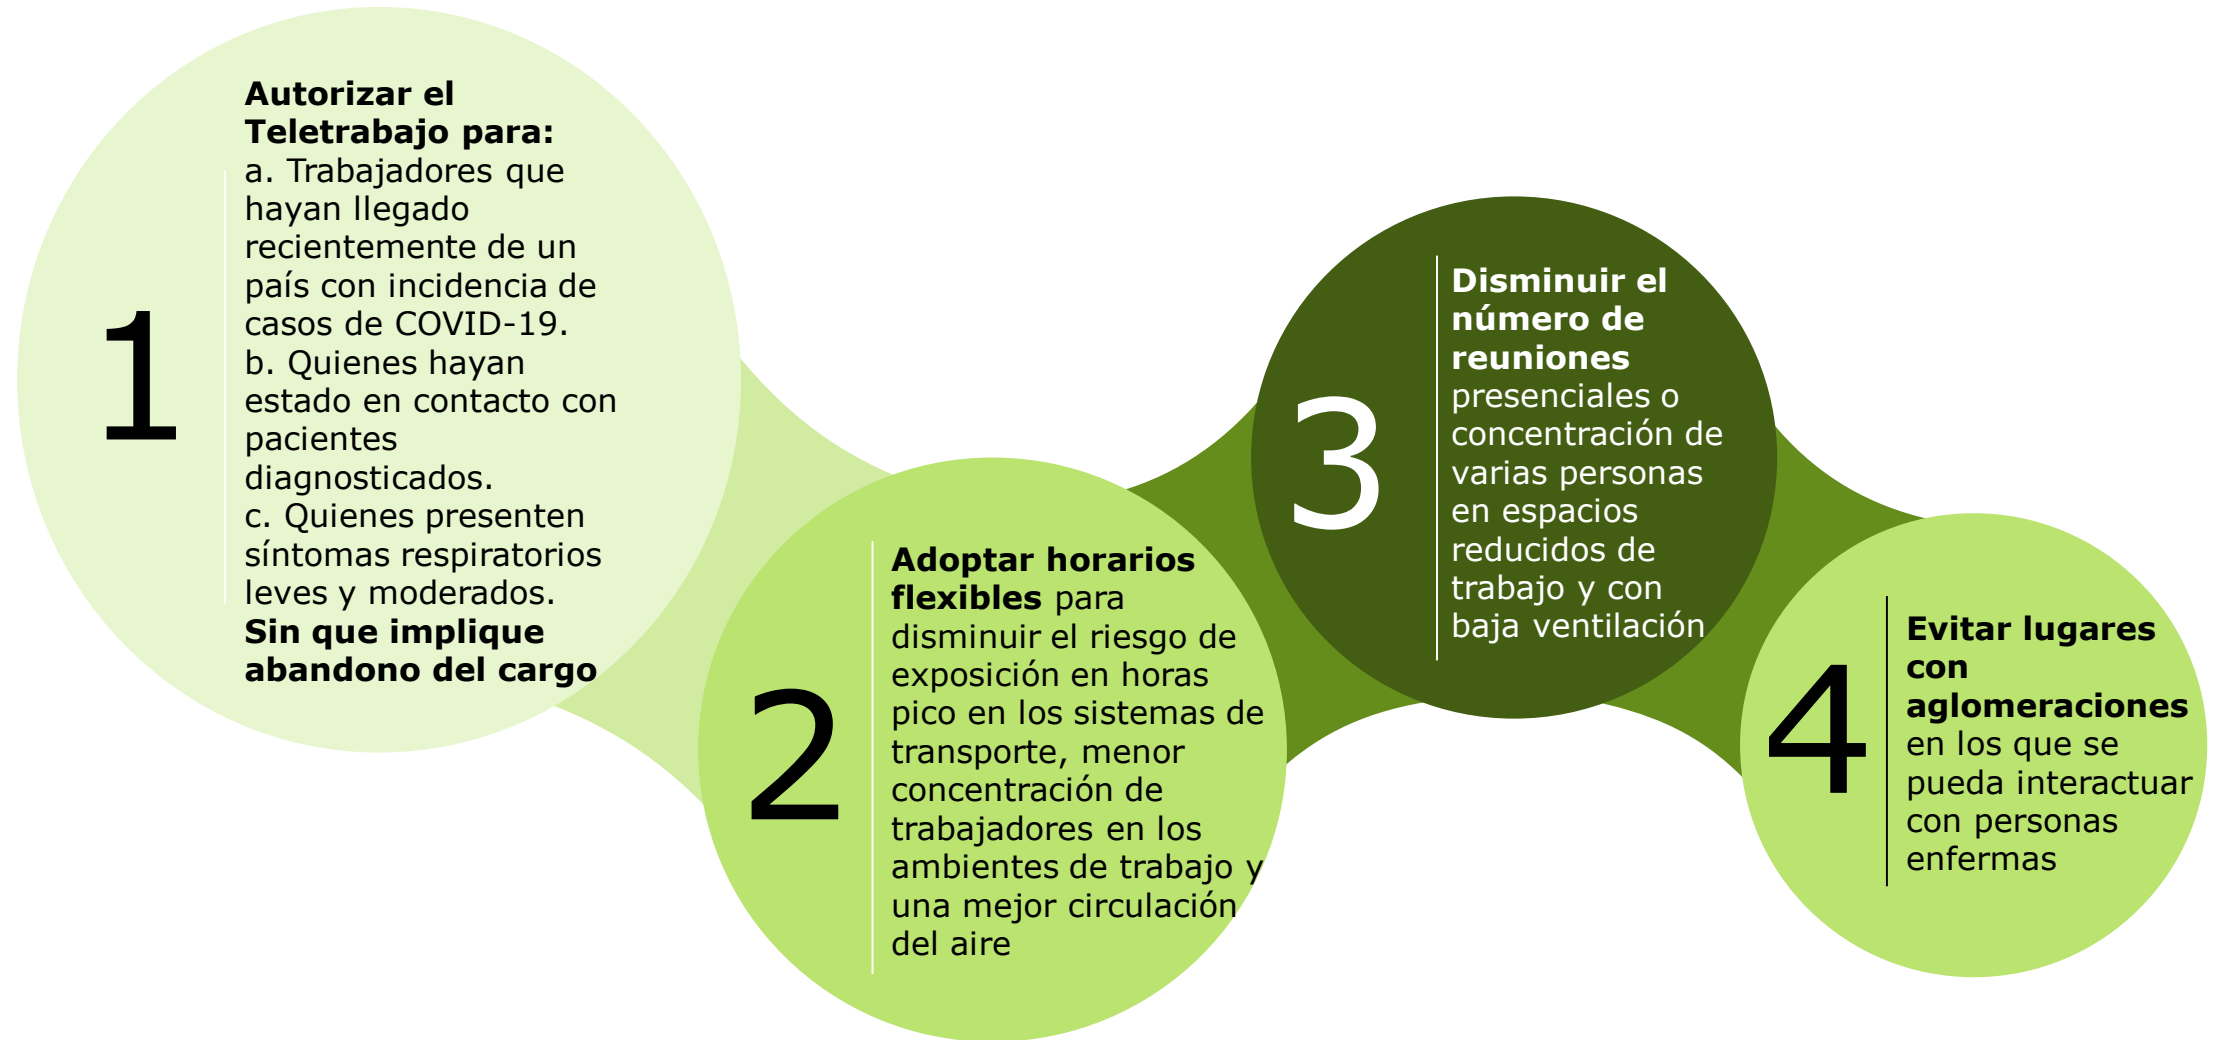 1
Autorizar el
Teletrabajo para:
a. Trabajadores que
hayan llegado
recientemente de un
país con incidencia de
casos de COVID-19.
b. Quienes hayan
estado en contacto con
pacientes
diagnosticados.
c. Quienes presenten
síntomas respiratorios
leves y moderados.
Sin que implique
abandono del cargo
2
Adoptar horarios
flexibles para
disminuir el riesgo de
exposición en horas
pico en los sistemas de
transporte, menor
concentración de
trabajadores en los
ambientes de trabajo y
una mejor circulación
del aire
3
Disminuir el
número de
reuniones
presenciales o
concentración de
varias personas
en espacios
reducidos de
trabajo y con
baja ventilación
4
Evitar lugares
con
aglomeraciones
en los que se
pueda interactuar
con personas
enfermas